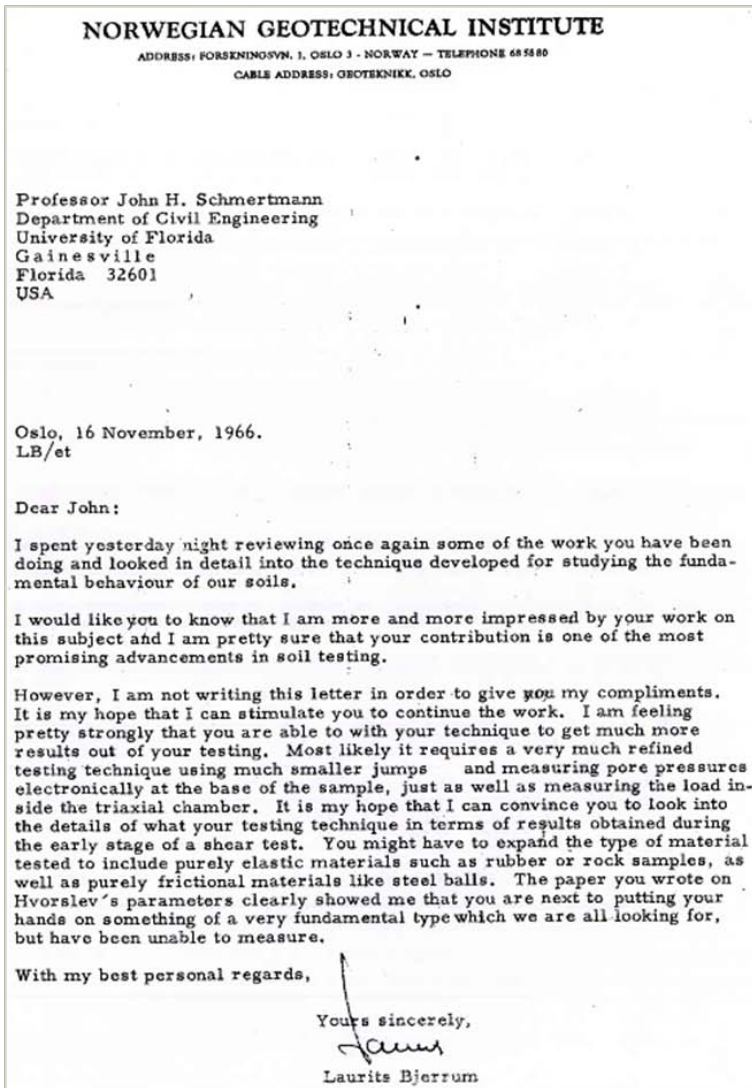 NORWEGIAN GEOTECHNICAL INSTITUTE
ADDRESS: FORSKNINGSVN. 1, OSLO 3 - NORWAY — TELEPHONE 68 58 80
CABLE ADDRESS: GEOTEKNIKK, OSLO
Professor John H. Schmertmann
Department of Civil Engineering
University of Florida
Gainesville
Florida 32601
USA
Oslo, 16 November, 1966.
LB/et
Dear John:
I spent yesterday night reviewing once again some of the work you have been
doing and looked in detail into the technique developed for studying the funda-
mental behaviour of our soils.
I would like you to know that I am more and more impressed by your work on
this subject and I am pretty sure that your contribution is one of the most
promising advancements in soil testing.
However, I am not writing this letter in order to give you my compliments.
It is my hope that I can stimulate you to continue the work. I am feeling
pretty strongly that you are able to with your technique to get much more
results out of your testing. Most likely it requires a very much refined
testing technique using much smaller jumps and measuring pore pressures
electronically at the base of the sample, just as well as measuring the load in-
side the triaxial chamber. It is my hope that I can convince you to look into
the details of what your testing technique in terms of results obtained during
the early stage of a shear test. You might have to expand the type of material
tested to include purely elastic materials such as rubber or rock samples, as
well as purely frictional materials like steel balls. The paper you wrote on
Hvorslev's parameters clearly showed me that you are next to putting your
hands on something of a very fundamental type which we are all looking for,
but have been unable to measure.
With my best personal regards,
Yours sincerely,
Laurits Bjerrum